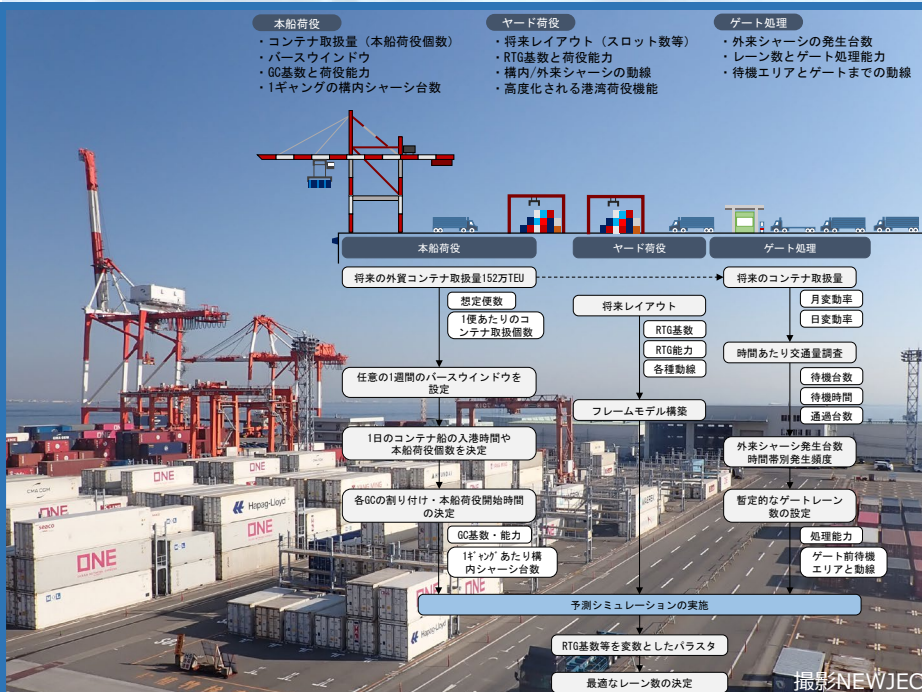 本船荷役
・コンテナ取扱量（本船荷役個数）
・バースウインドウ
・GC基数と荷役能力
・1ギャングの構内シャーシ台数
ヤード荷役
・将来レイアウト（スロット数等）
・RTG基数と荷役能力
・構内/外来シャーシの動線
・高度化される港湾荷役機能
ゲート処理
・外来シャーシの発生台数
・レーン数とゲート処理能力
・待機エリアとゲートまでの動線
本船荷役
ヤード荷役
ゲート処理
将来の外貿コンテナ取扱量152万TEU
想定便数
1便あたりのコ
ンテナ取扱個数
任意の1週間のバースウインドウを
設定
1日のコンテナ船の入港時間や
本船荷役個数を決定
各GCの割り付け・本船荷役開始時間
の決定
GC基数・能力
1ｷﾞｬﾝｸﾞあたり構
内シャーシ台数
将来レイアウト
RTG基数
RTG能力
各種動線
フレームモデル構築
将来のコンテナ取扱量
月変動率
日変動率
時間あたり交通量調査
待機台数
待機時間
通過台数
外来シャーシ発生台数
時間帯別発生頻度
暫定的なゲートレーン
数の設定
処理能力
ゲート前待機
エリアと動線
予測シミュレーションの実施
RTG基数等を変数としたパラスタ
最適なレーン数の決定
ONE
ONE
ONE
Hapag-Lloyd
ONE
ONE
ONE
Hapag-Lloyd
撮影NEWJEC